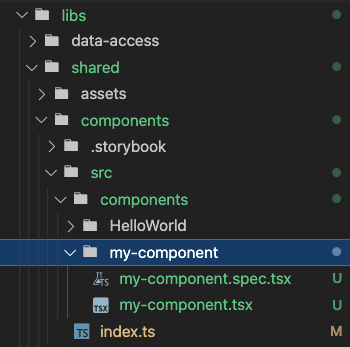 libs
data-access
shared
assets
components
.storybook
src
components
HelloWorld
my-component
TS my-component.spec.tsx U
TSX my-component.tsx U
TS index.ts M